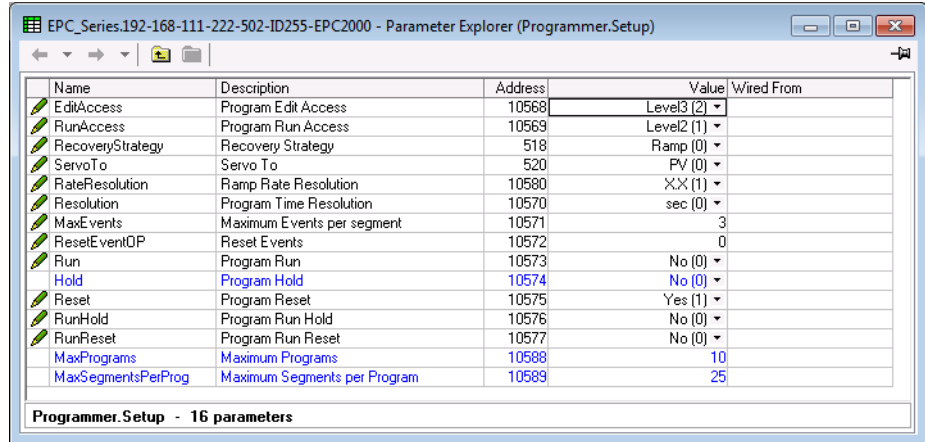 EPC_Series.192-168-111-222-502-ID255-EPC2000 - Parameter Explorer (Programmer.Setup)
Name Description Address Value Wired From
EditAccess Program Edit Access 10568 Level3 (2)
RunAccess Program Run Access 10569 Level2 (1)
RecoveryStrategy Recovery Strategy 518 Ramp (0)
ServoTo Servo To 520 PV (0)
RateResolution Ramp Rate Resolution 10580 X.X (1)
Resolution Program Time Resolution 10570 sec (0)
MaxEvents Maximum Events per segment 10571 3
ResetEventOP Reset Events 10572 0
Run Program Run 10573 No (0)
Hold Program Hold 10574 No (0)
Reset Program Reset 10575 Yes (1)
RunHold Program Run Hold 10576 No (0)
RunReset Program Run Reset 10577 No (0)
MaxPrograms Maximum Programs 10588 10
MaxSegmentsPerProg Maximum Segments per Program 10589 25
Programmer.Setup - 16 parameters